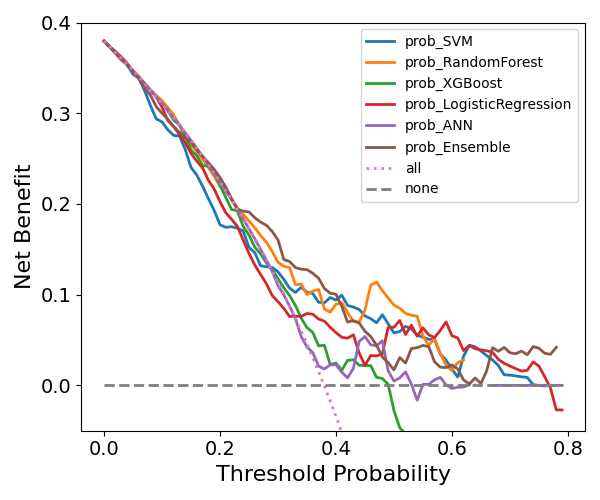 0.4
0.3
0.2
0.1
0.0
Net Benefit
prob_SVM
prob_RandomForest
prob_XGBoost
prob_LogisticRegression
prob_ANN
prob_Ensemble
all
none
0.0 0.2 0.4 0.6 0.8
Threshold Probability